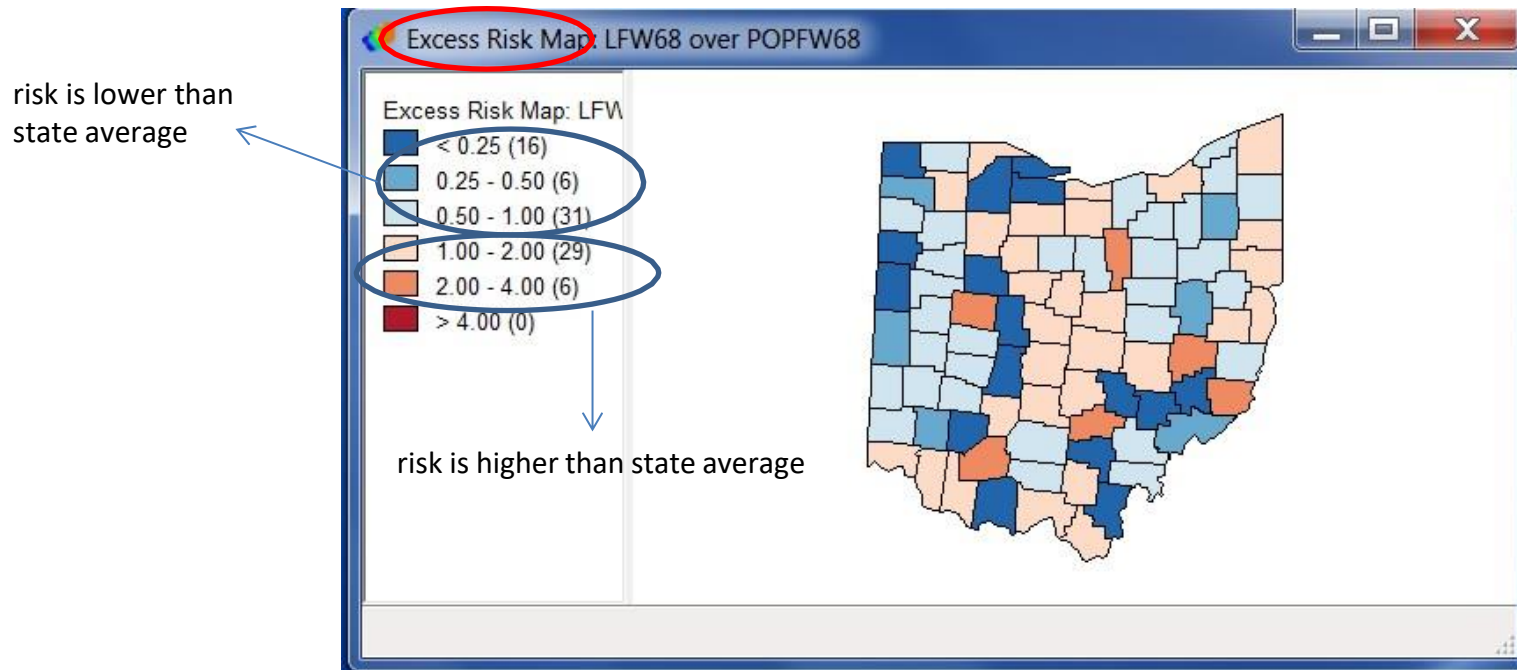 Excess Risk Map: LFW68 over POPFW68
risk is lower than
state average
Excess Risk Map: LFW
< 0.25 (16)
0.25 - 0.50 (6)
0.50 - 1.00 (31)
1.00 - 2.00 (29)
2.00 - 4.00 (6)
> 4.00 (0)
risk is higher than state average